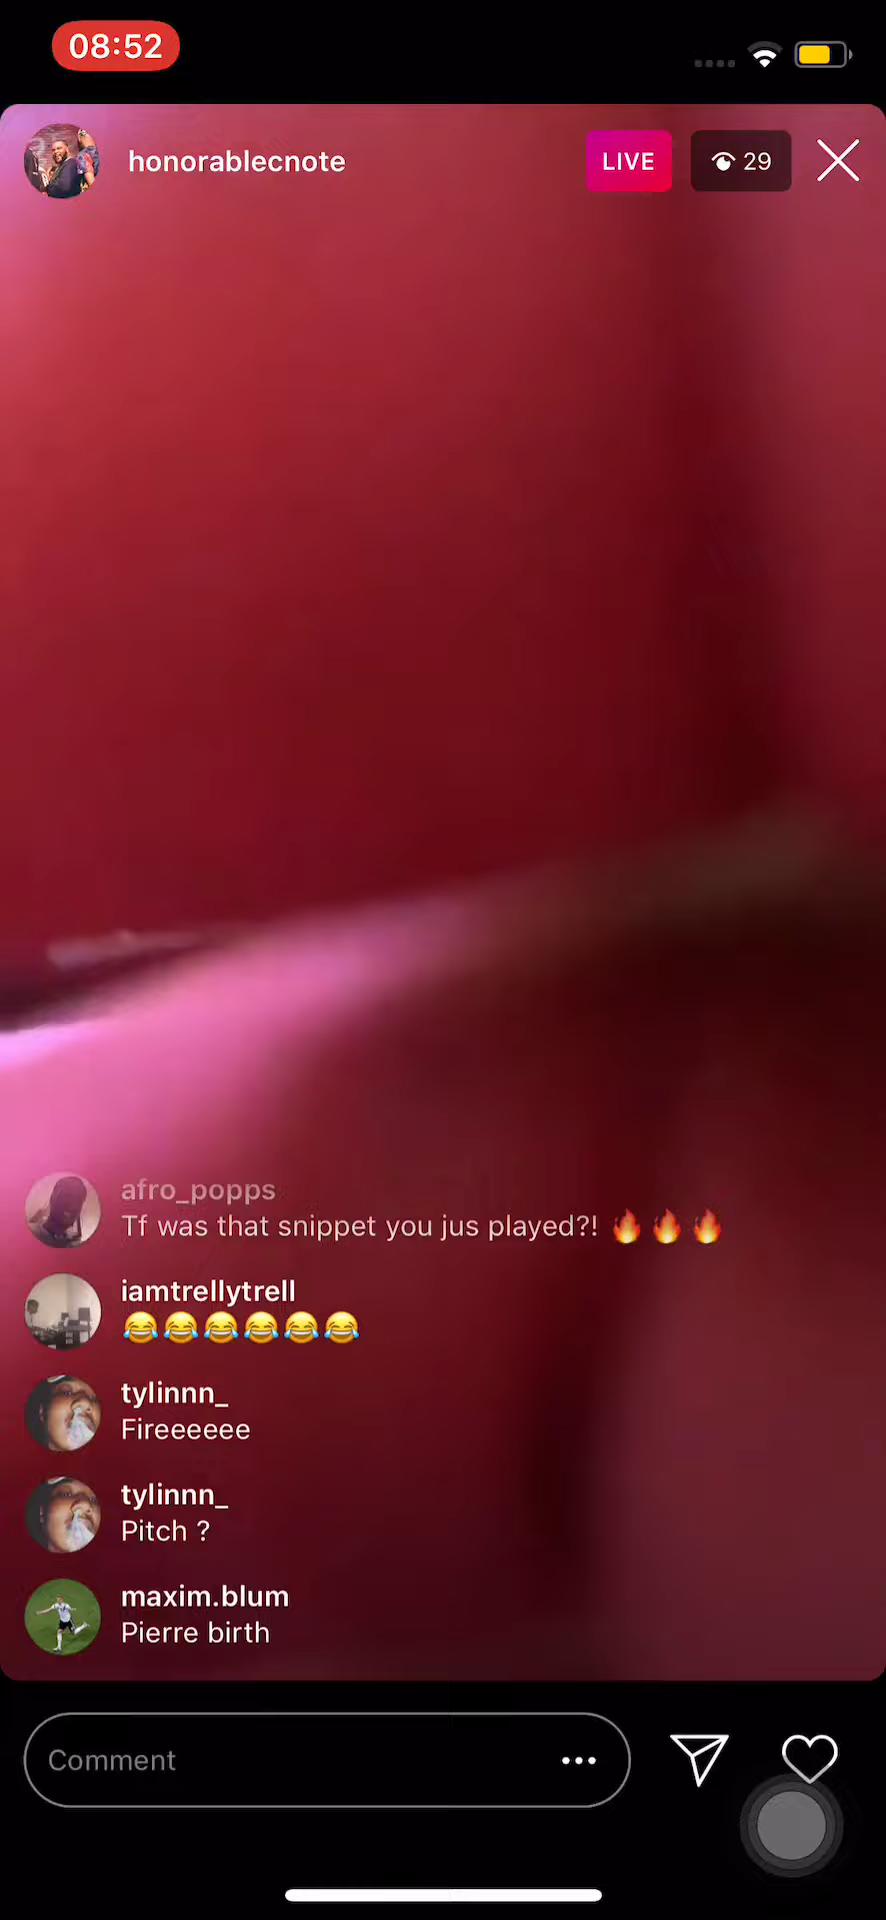 08:52
honorablecnote
LIVE
29
afro_popps
Tf was that snippet you jus played?! 🔥🔥🔥
iamtrellytrell
😂😂😂😂😂😂
tylinnn_
Fireeeeee
tylinnn_
Pitch ?
maxim.blum
Pierre birth
Comment